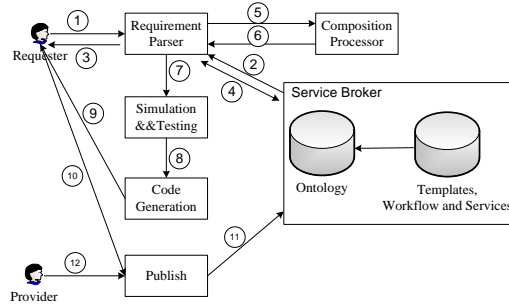 1
Requirement
Parser
5
Composition
Processor
6
Requester
3
2
7
4
Service Broker
9
Simulation
&&Testing
8
10
Code
Generation
Ontology
Templates,
Workflow and Services
11
12
Publish
Provider